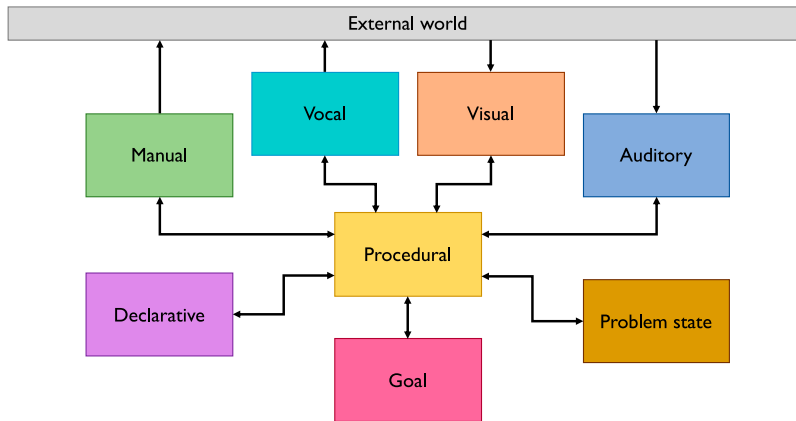 External world
Vocal
Visual
Manual
Auditory
Procedural
Declarative
Problem state
Goal